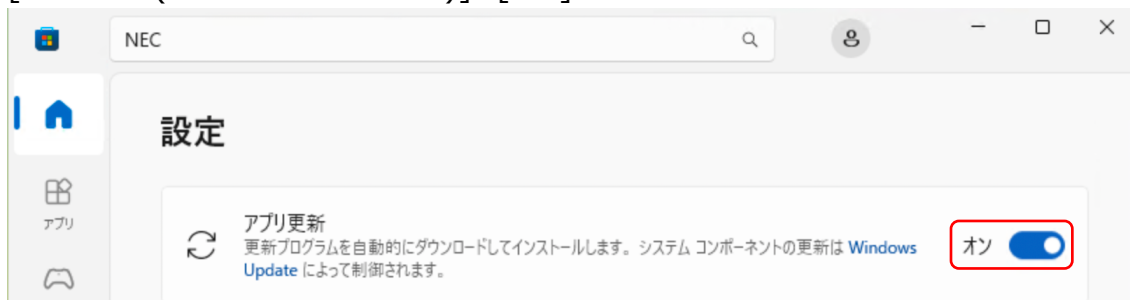 NEC
設定
アプリ
アプリ更新
更新プログラムを自動的にダウンロードしてインストールします。システム コンポーネントの更新は Windows
Update によって制御されます。
オン